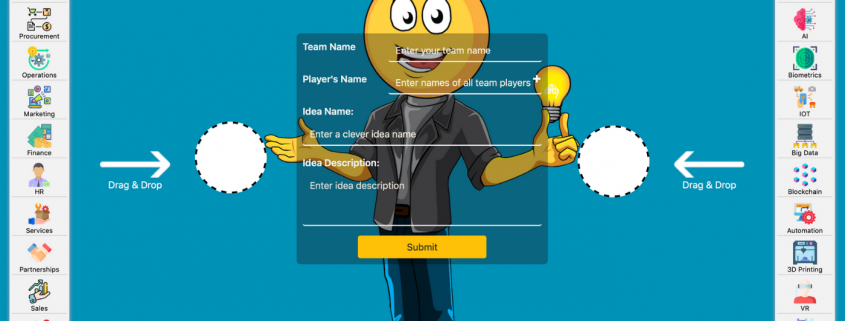 Procurement
Operations
Marketing
Finance
HR
Services
Partnerships
Sales
Drag & Drop
Team Name
Enter your team name
Player's Name
Enter names of all team players +
Idea Name:
Enter a clever idea name
Idea Description:
Enter idea description
Submit
Drag & Drop
AI
Biometrics
IOT
Big Data
Blockchain
Automation
3D Printing
VR